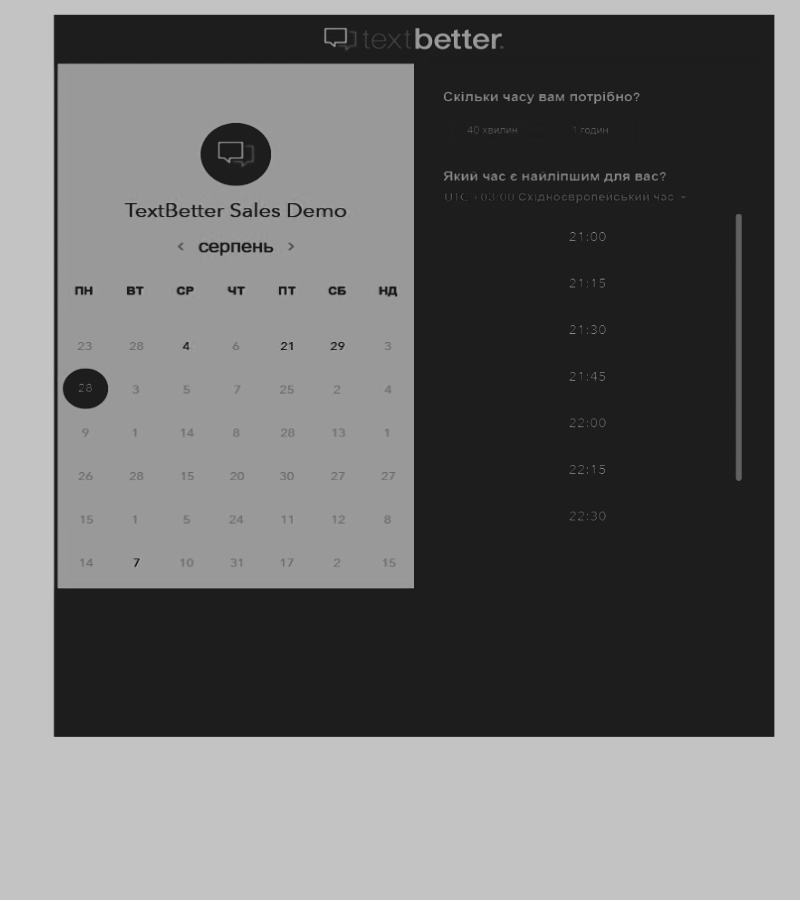 textbetter.
TextBetter Sales Demo
‹ серпень ›
ПН ВТ СР ЧТ ПТ СБ НД
23 28 4 6 21 29 3
28 3 5 7 25 2 4
9 1 14 8 28 13 1
26 28 15 20 30 27 27
15 1 5 24 11 12 8
14 7 10 31 17 2 15
Скільки часу вам потрібно?
40 хвилин 1 годин
Який час є найліпшим для вас?
UTC +03:00 Східноєвропейський час
21:00
21:15
21:30
21:45
22:00
22:15
22:30